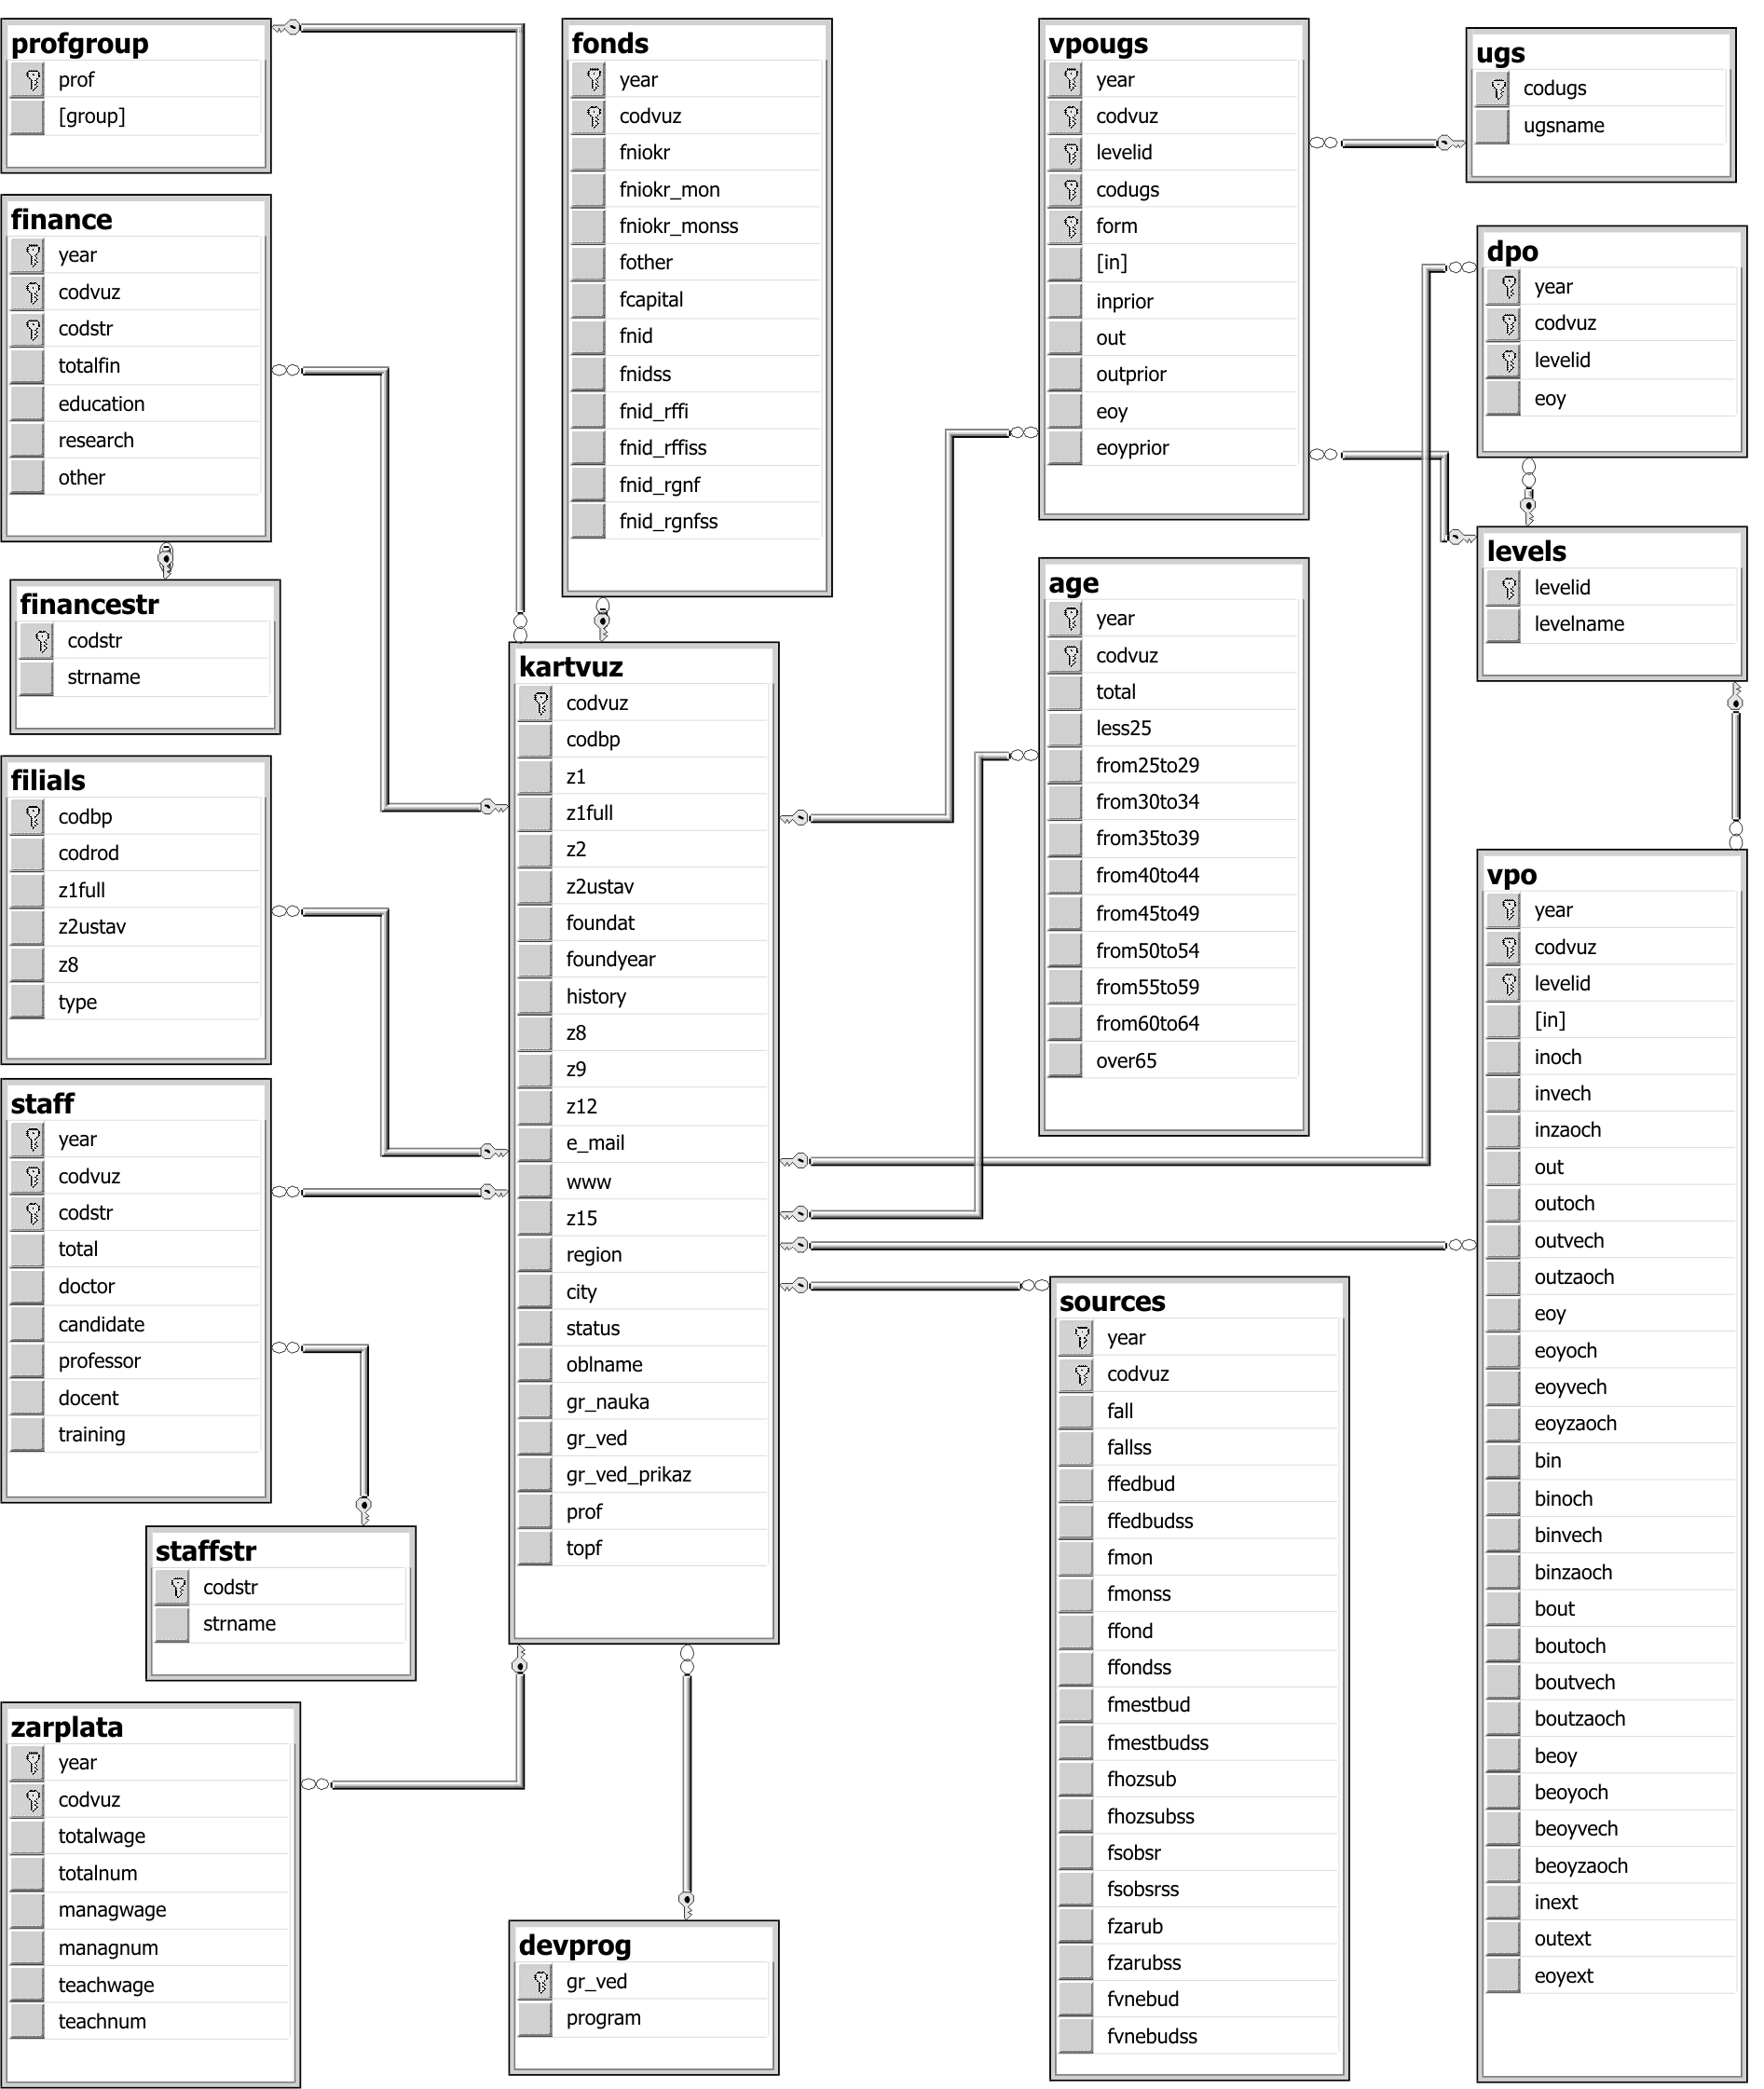 profgroup
prof
[group]
finance
year
codvuz
codstr
totalfin
education
research
other
financestr
codstr
strname
filials
codbp
codrod
z1full
z2ustav
z8
type
staff
year
codvuz
codstr
total
doctor
candidate
professor
docent
training
staffstr
codstr
strname
zarplata
year
codvuz
totalwage
totalnum
managwage
managnum
teachwage
teachnum
fonds
year
codvuz
fniokr
fniokr_mon
fniokr_monss
fother
fcapital
fnid
fnidss
fnid_rffi
fnid_rffiss
fnid_rgnf
fnid_rgnfss
kartvuz
codvuz
codbp
z1
z1full
z2
z2ustav
foundat
foundyear
history
z8
z9
z12
e_mail
www
z15
region
city
status
oblname
gr_nauka
gr_ved
gr_ved_prikaz
prof
topf
devprog
gr_ved
program
vpougs
year
codvuz
levelid
codugs
form
[in]
inprior
out
outprior
eoy
eoyprior
age
year
codvuz
total
less25
from25to29
from30to34
from35to39
from40to44
from45to49
from50to54
from55to59
from60to64
over65
sources
year
codvuz
fall
fallss
ffedbud
ffedbudss
fmon
fmonss
ffond
ffondss
fmestbud
fmestbudss
fhozsub
fhozsubss
fsobsr
fsobsrss
fzarub
fzarubss
fvnebud
fvnebudss
ugs
codugs
ugsname
dpo
year
codvuz
levelid
eoy
levels
levelid
levelname
vpo
year
codvuz
levelid
[in]
inoch
invech
inzaoch
out
outoch
outvech
outzaoch
eoy
eoyoch
eoyvech
eoyzaoch
bin
binoch
binvech
binzaoch
bout
boutoch
boutvech
boutzaoch
beoy
beoyoch
beoyvech
beoyzaoch
inext
outext
eoyext